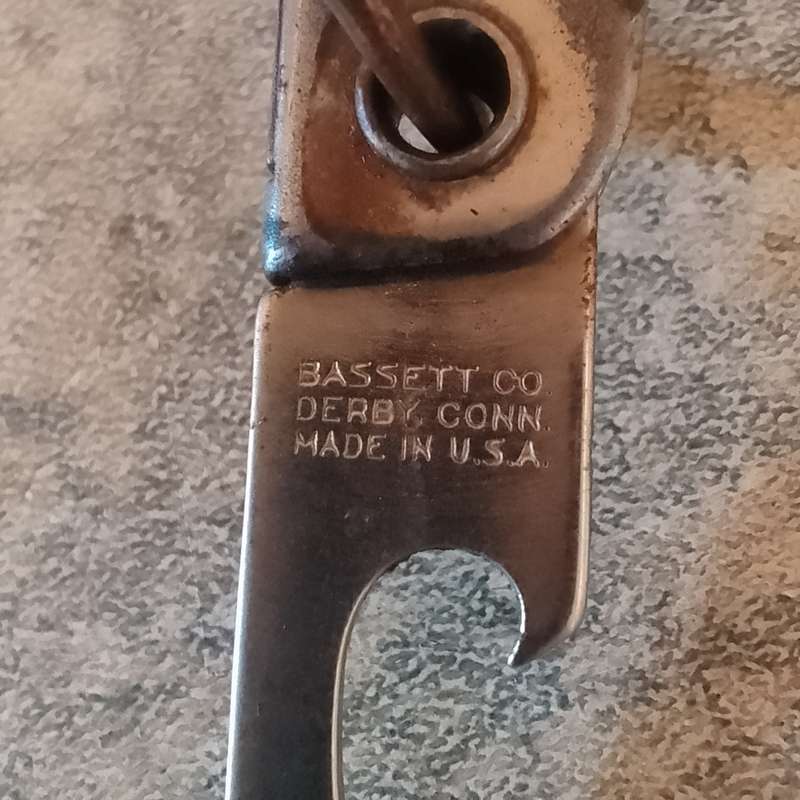 BASSETT CO.
DERBY, CONN.
MADE IN U.S.A.